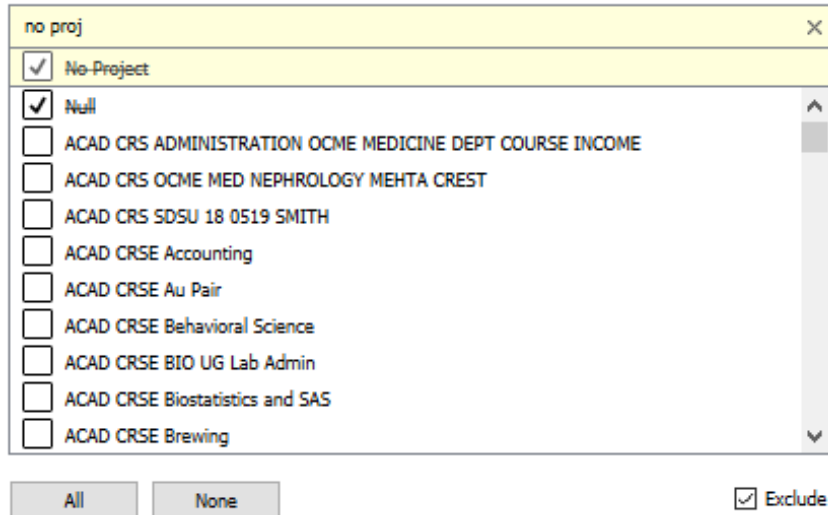 no proj
No Project
Null
ACAD CRS ADMINISTRATION OCME MEDICINE DEPT COURSE INCOME
ACAD CRS OCME MED NEPHROLOGY MEHTA CREST
ACAD CRS SDSU 18 0519 SMITH
ACAD CRSE Accounting
ACAD CRSE Au Pair
ACAD CRSE Behavioral Science
ACAD CRSE BIO UG Lab Admin
ACAD CRSE Biostatistics and SAS
ACAD CRSE Brewing
All None Exclude